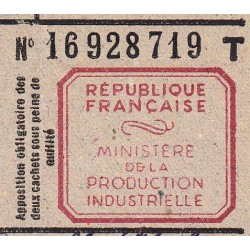 N° 16928719 T
RÉPUBLIQUE
FRANÇAISE
MINISTÈRE
DE LA
PRODUCTION
INDUSTRIELLE
Apposition obligatoire des
deux cachets sous peine de
nullité